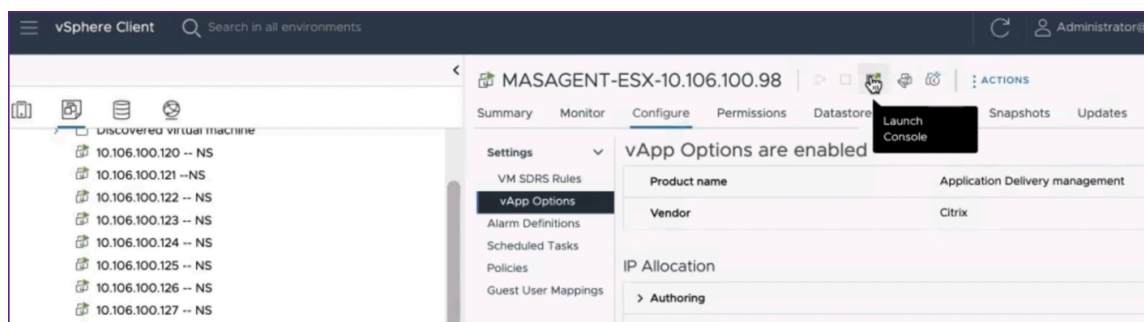 vSphere Client Search in all environments Administrator@
MASAGENT-ESX-10.106.100.98 ACTIONS
Summary Monitor Configure Permissions Datastore Snapshots Updates
Launch
Console
Discovered virtual machine
10.106.100.120 -- NS
10.106.100.121 --NS
10.106.100.122 -- NS
10.106.100.123 -- NS
10.106.100.124 -- NS
10.106.100.125 -- NS
10.106.100.126 -- NS
10.106.100.127 -- NS
Settings
VM SDRS Rules
vApp Options
Alarm Definitions
Scheduled Tasks
Policies
Guest User Mappings
vApp Options are enabled
Product name Application Delivery management
Vendor Citrix
IP Allocation
Authoring